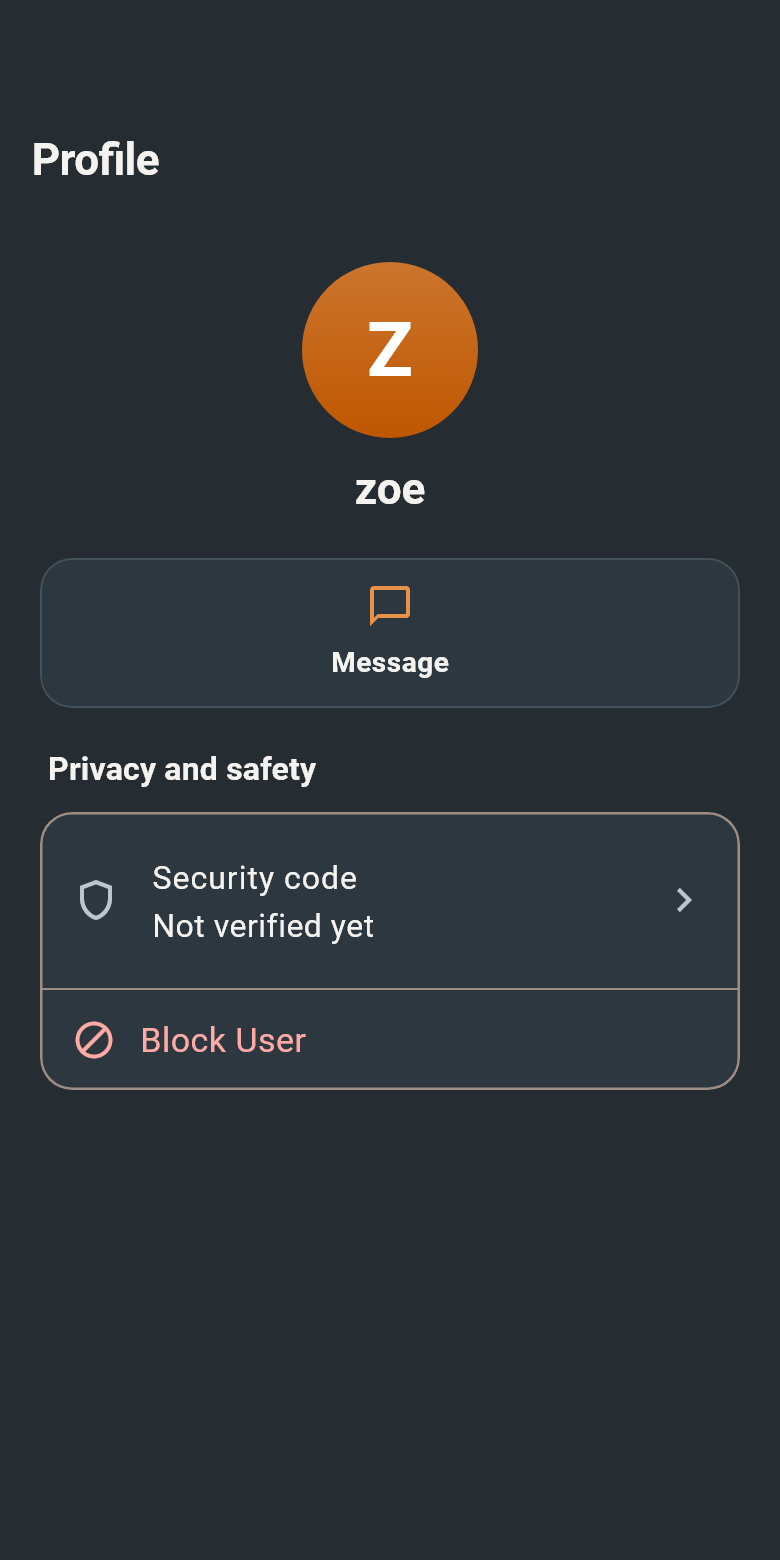 Profile
Z
zoe
Message
Privacy and safety
Security code
Not verified yet
Block User